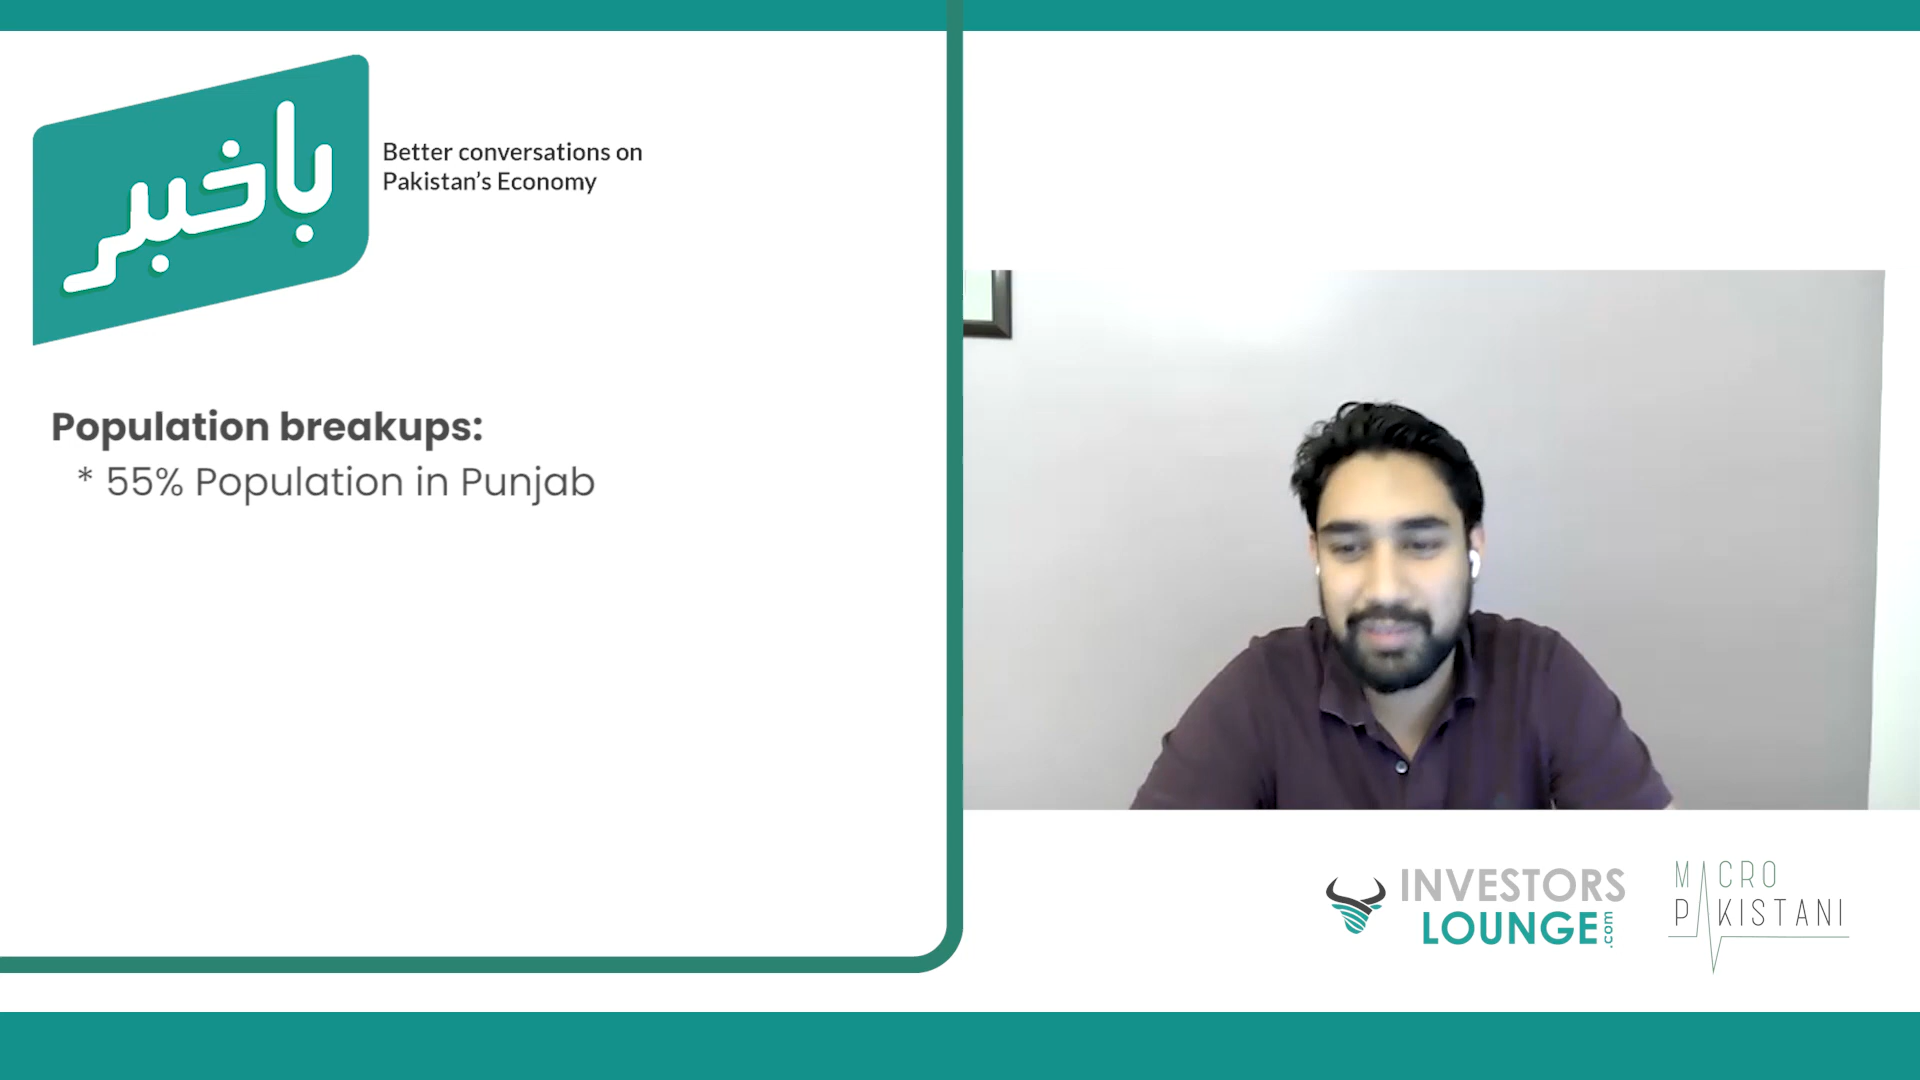 باخبر
Better conversations on
Pakistan's Economy
Population breakups:
* 55% Population in Punjab
INVESTORS
LOUNGE.com
MACRO
PAKISTANI